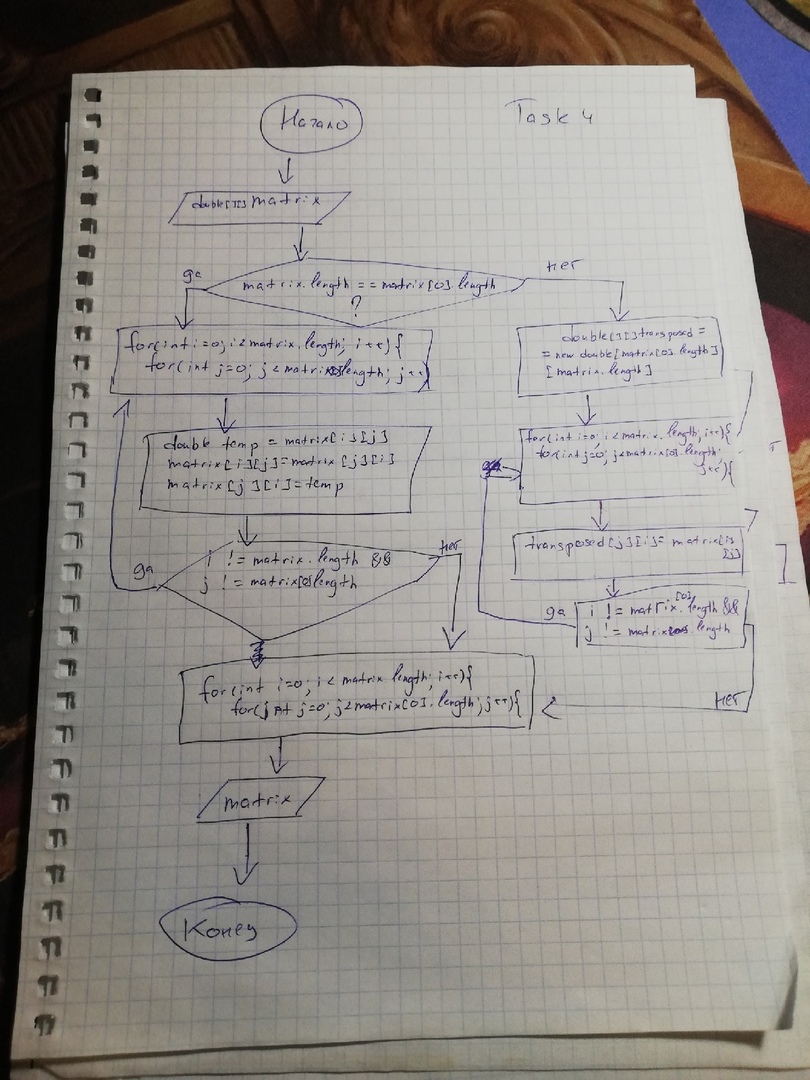 Начало
Task 4
double[][] matrix
да
matrix.length == matrix[0].length
?
нет
for(int i=0; i<matrix.length; i++){
for(int j=0; j<matrix[0]length; j++)
double[][]transposed =
= new double[matrix[0].length]
[matrix.length]
double temp = matrix[i][j]
matrix[i][j]=matrix[j][i]
matrix[j][i]=temp
for(int i=0; i<matrix.length; i++){
for(int j=0; j<matrix[0].length;
j++){
да
i != matrix.length &&
j != matrix[0]length
нет
transposed[j][i]= matrix[i]
[j]
да
i != matrix[0].length &&
j != matrix.length
нет
for(int i=0; i< matrix.length; i++){
for(int j=0; j<matrix[0].length; j++){
matrix
Конец